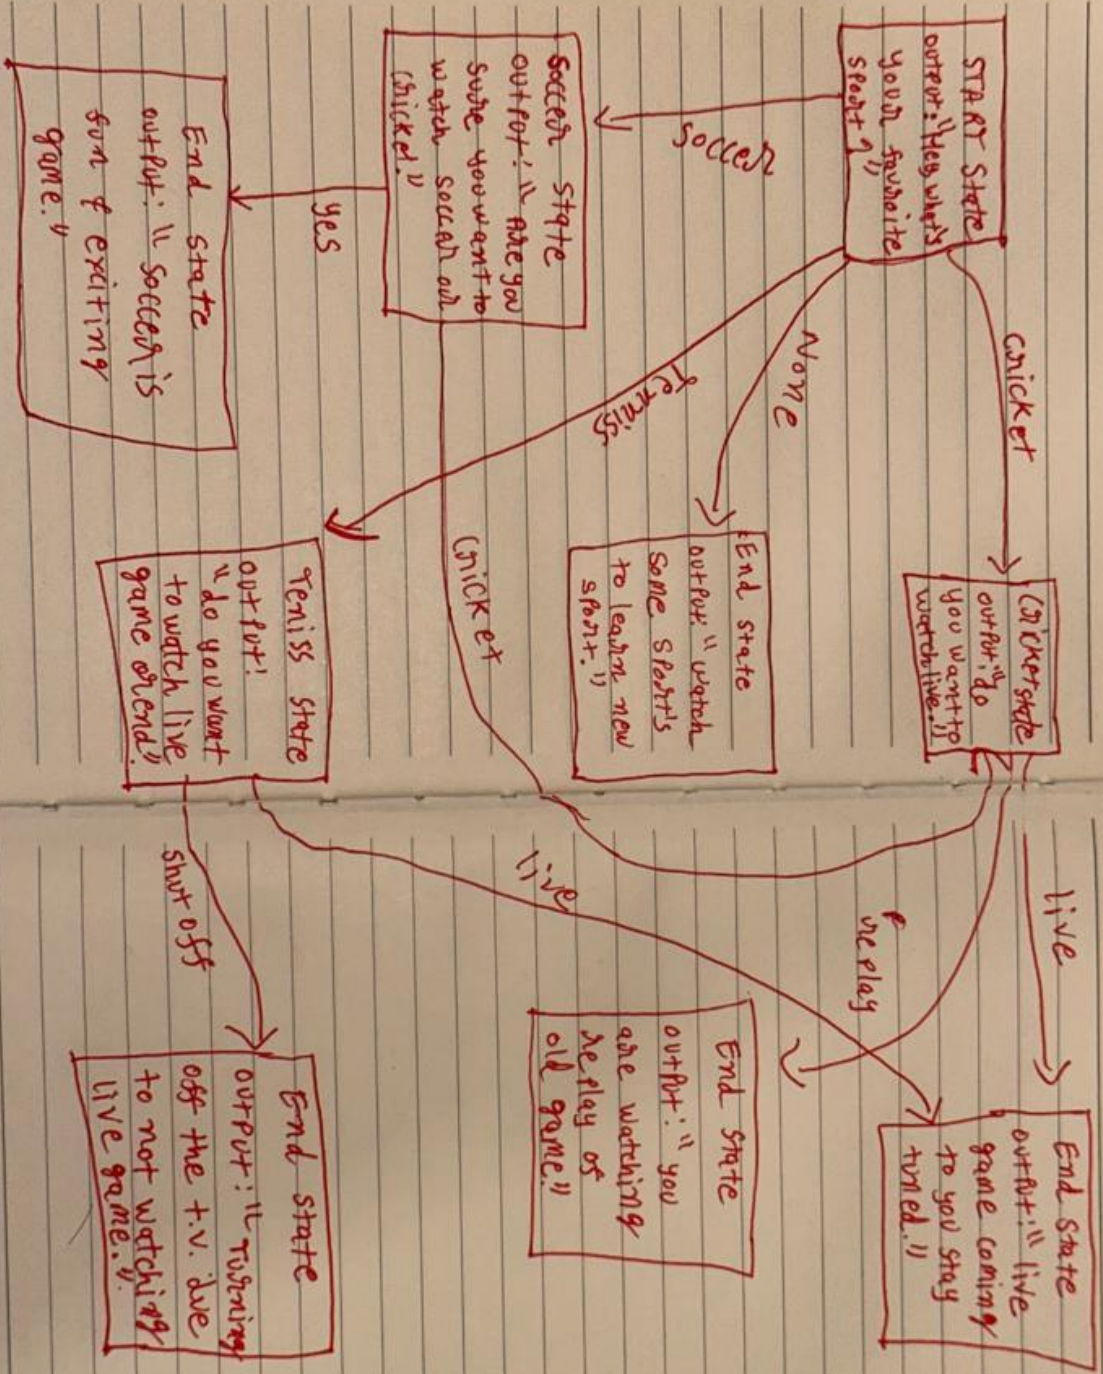 START State
output: "Hey, what's
your favroite
sport?"
cricket
None
Tenniss
soccer
Cricket state
output: "do
you want to
watch live."
live
Replay
End state
output: "live
game coming
to you stay
tuned."
soccer state
output: "Are you
sure you want to
watch soccar or
cricket."
yes
cricket
End state
output: "watch
some sport's
to learn new
sport."
live
End state
output: "you
are watching
replay of
old game."
End state
output: "soccer is
fun & exciting
game."
Teniss state
output:
"do you want
to watch live
game or end".
shut off
End state
output: "Turning
off the t.v. due
to not watching
live game."